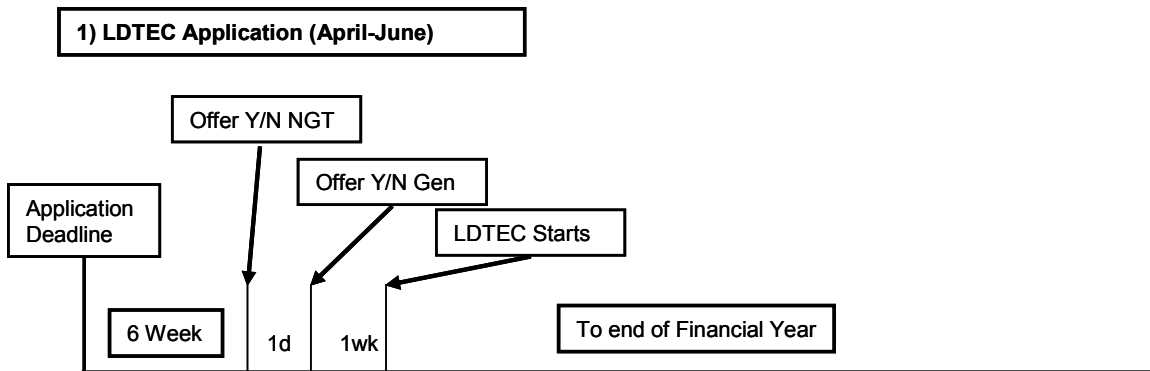 1) LDTEC Application (April-June)
Offer Y/N NGT
Offer Y/N Gen
Application
Deadline
LDTEC Starts
6 Week
1d
1wk
To end of Financial Year